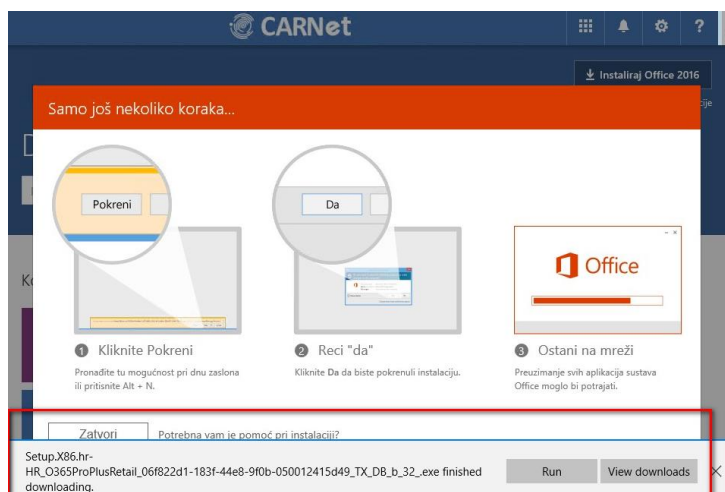 CARNet
?
Instaliraj Office 2016
Samo još nekoliko koraka...
Pokreni
Da
Office
1 Kliknite Pokreni
Pronađite tu mogućnost pri dnu zaslona
ili pritisnite Alt + N.
2 Reci "da"
Kliknite Da da biste pokrenuli instalaciju.
3 Ostani na mreži
Preuzimanje svih aplikacija sustava
Office moglo bi potrajati.
Zatvori
Potrebna vam je pomoć pri instalaciji?
Setup.X86.hr-
HR_O365ProPlusRetail_06f822d1-183f-44e8-9f0b-050012415d49_TX_DB_b_32_.exe finished
downloading.
Run
View downloads